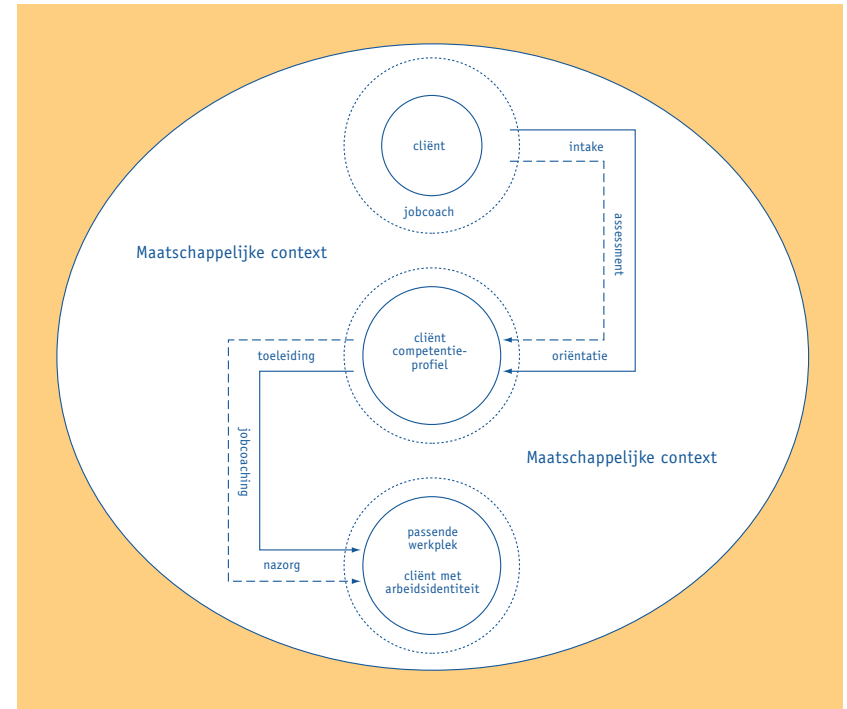 cliënt
intake
jobcoach
assessment
Maatschappelijke context
cliënt
competentie-
profiel
toeleiding
oriëntatie
jobcoaching
Maatschappelijke context
passende
werkplek
nazorg
cliënt met
arbeidsidentiteit